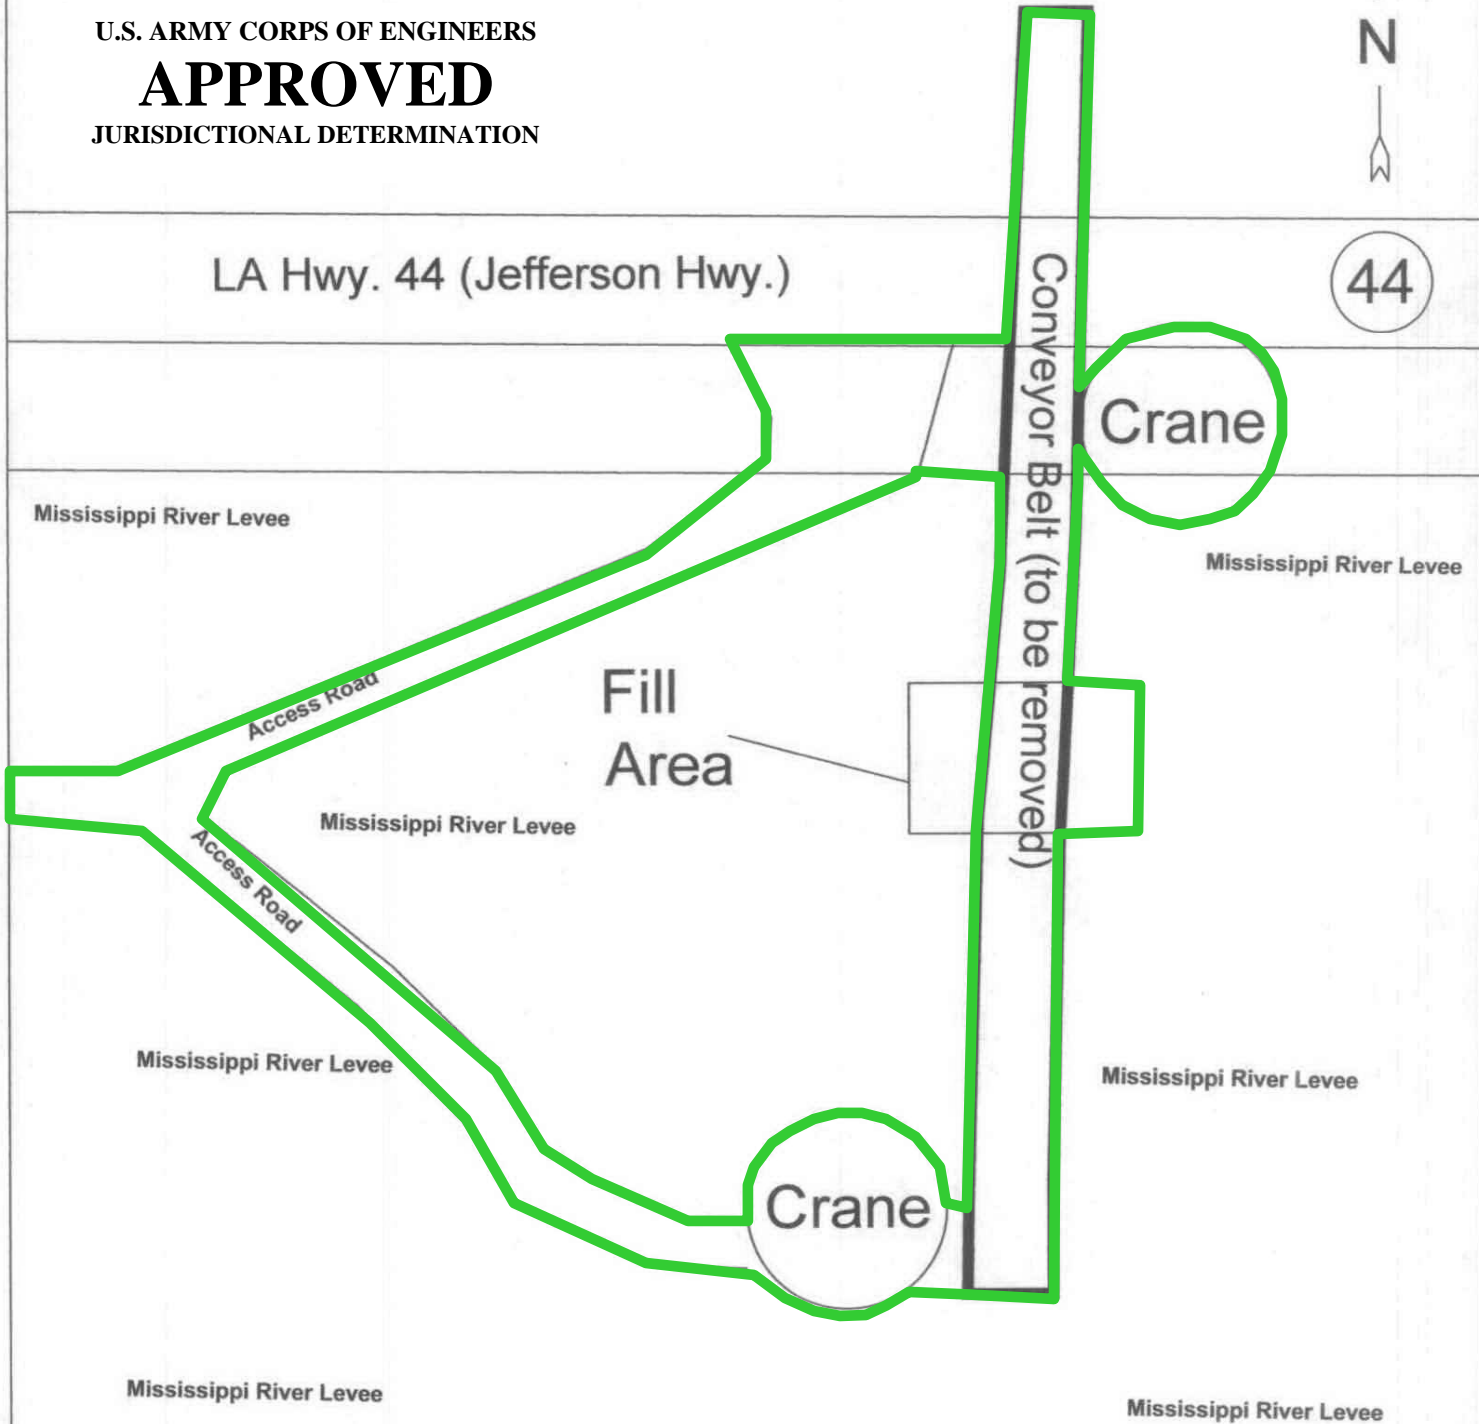 U.S. ARMY CORPS OF ENGINEERS
APPROVED
JURISDICTIONAL DETERMINATION
N
LA Hwy. 44 (Jefferson Hwy.)
44
Conveyor Belt (to be removed)
Crane
Mississippi River Levee
Mississippi River Levee
Access Road
Fill
Area
Mississippi River Levee
Access Road
Mississippi River Levee
Mississippi River Levee
Crane
Mississippi River Levee
Mississippi River Levee